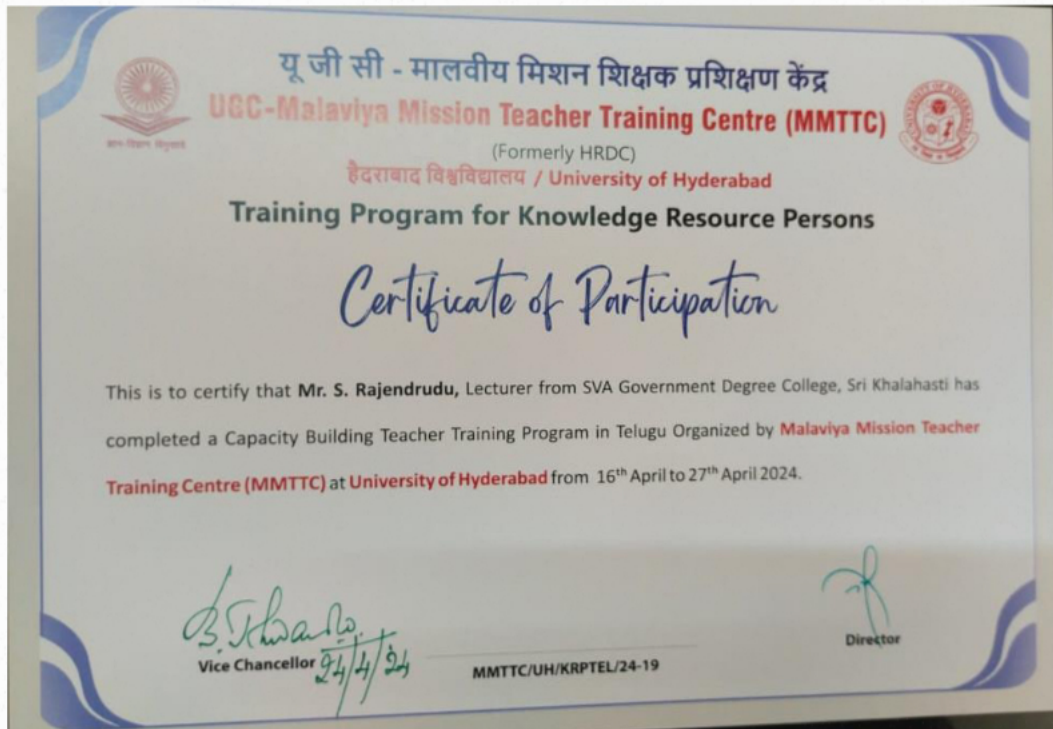 यू जी सी - मालवीय मिशन शिक्षक प्रशिक्षण केंद्र
UGC-Malaviya Mission Teacher Training Centre (MMTTC)
(Formerly HRDC)
हैदराबाद विश्वविद्यालय / University of Hyderabad
Training Program for Knowledge Resource Persons
ज्ञान-विज्ञान विमुक्तये
UNIVERSITY OF HYDERABAD
Certificate of Participation
This is to certify that Mr. S. Rajendrudu, Lecturer from SVA Government Degree College, Sri Khalahasti has
completed a Capacity Building Teacher Training Program in Telugu Organized by Malaviya Mission Teacher
Training Centre (MMTTC) at University of Hyderabad from 16th April to 27th April 2024.
Vice Chancellor 24/4/24
MMTTC/UH/KRPTEL/24-19
Director